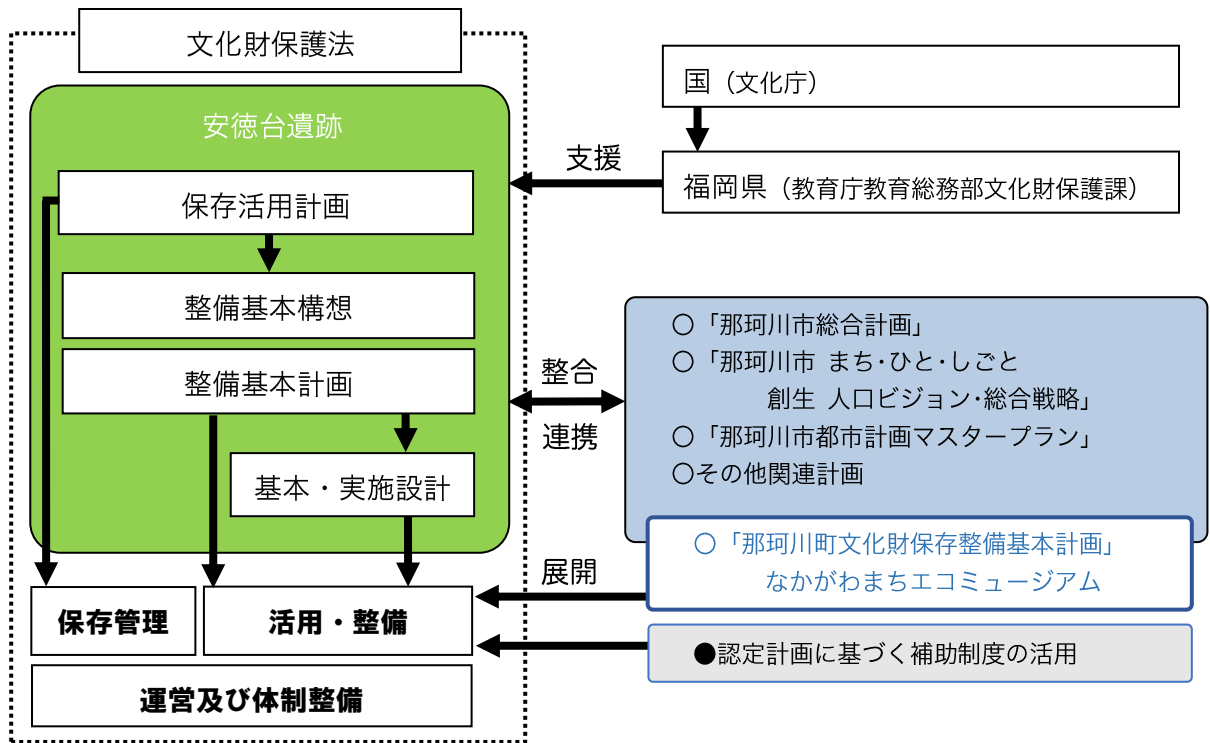 文化財保護法
安徳台遺跡
保存活用計画
整備基本構想
整備基本計画
基本・実施設計
保存管理
活用・整備
運営及び体制整備
国（文化庁）
支援
福岡県（教育庁教育総務部文化財保護課）
整合
連携
〇「那珂川市総合計画」
〇「那珂川市 まち・ひと・しごと
創生 人口ビジョン・総合戦略」
〇「那珂川市都市計画マスタープラン」
〇その他関連計画
展開
〇「那珂川町文化財保存整備基本計画」
なかがわまちエコミュージアム
●認定計画に基づく補助制度の活用